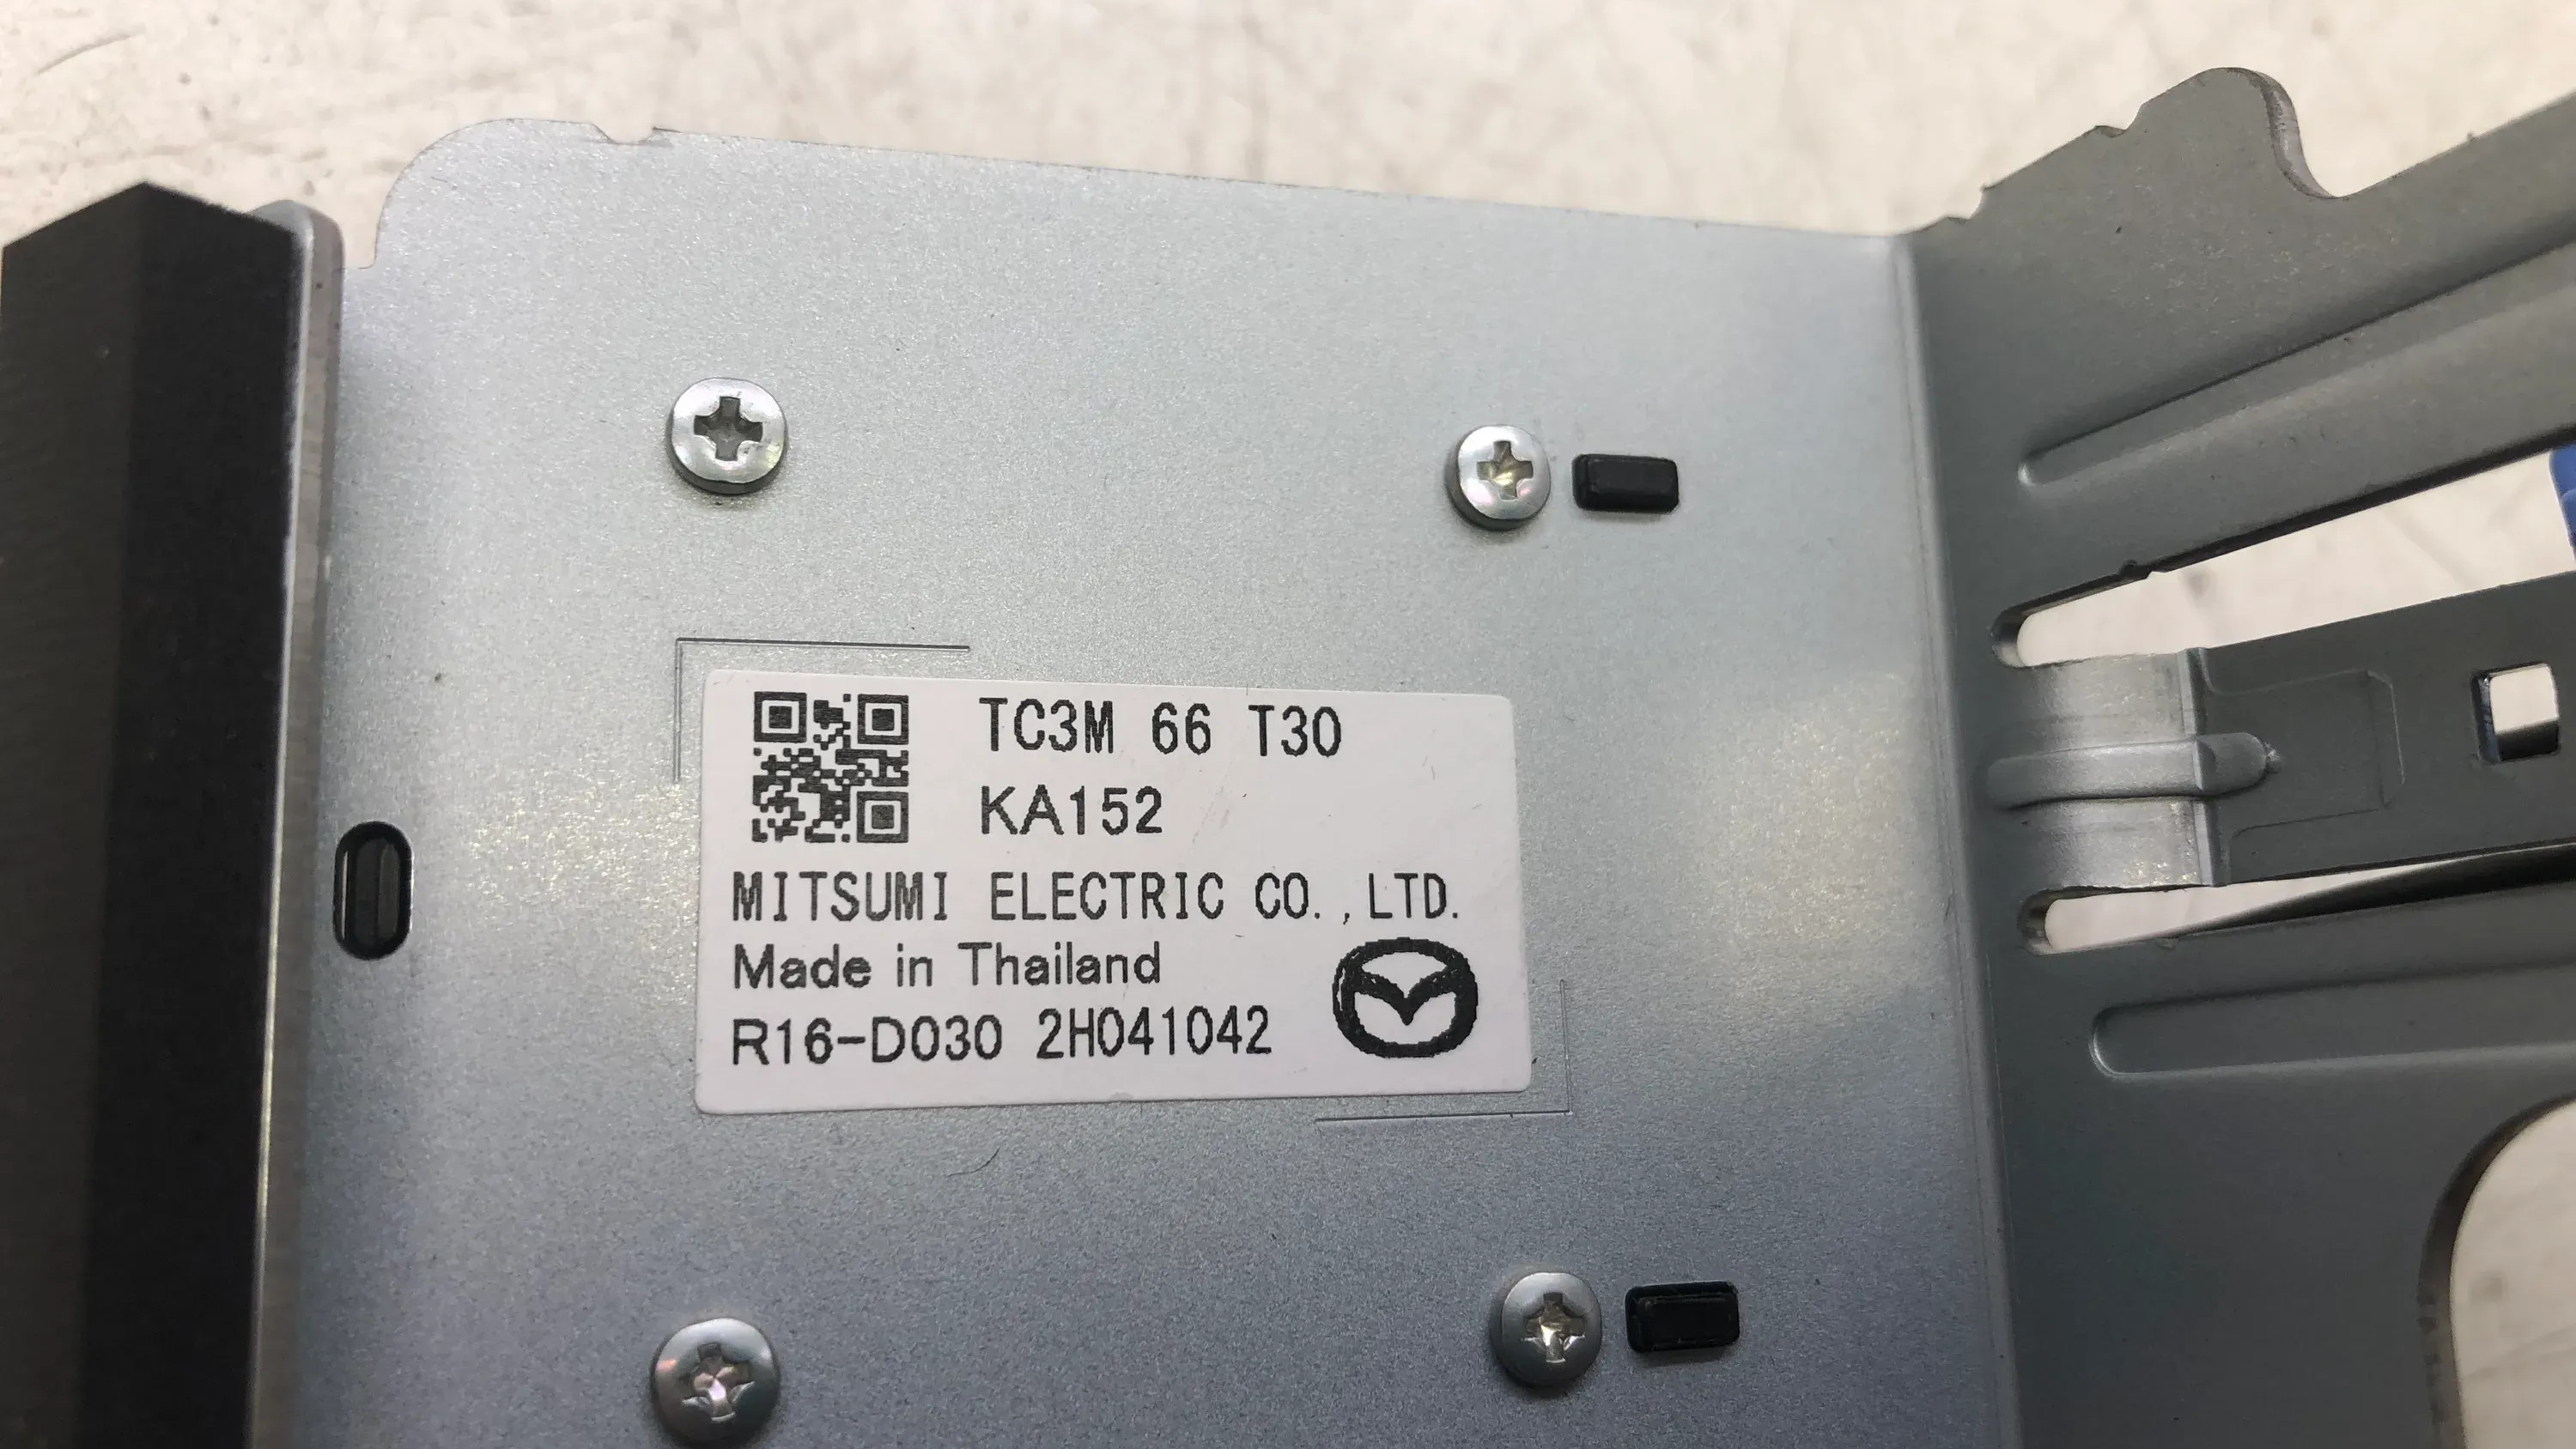 TC3M 66 T30
KA152
MITSUMI ELECTRIC CO.,LTD.
Made in Thailand
R16-D030 2H041042